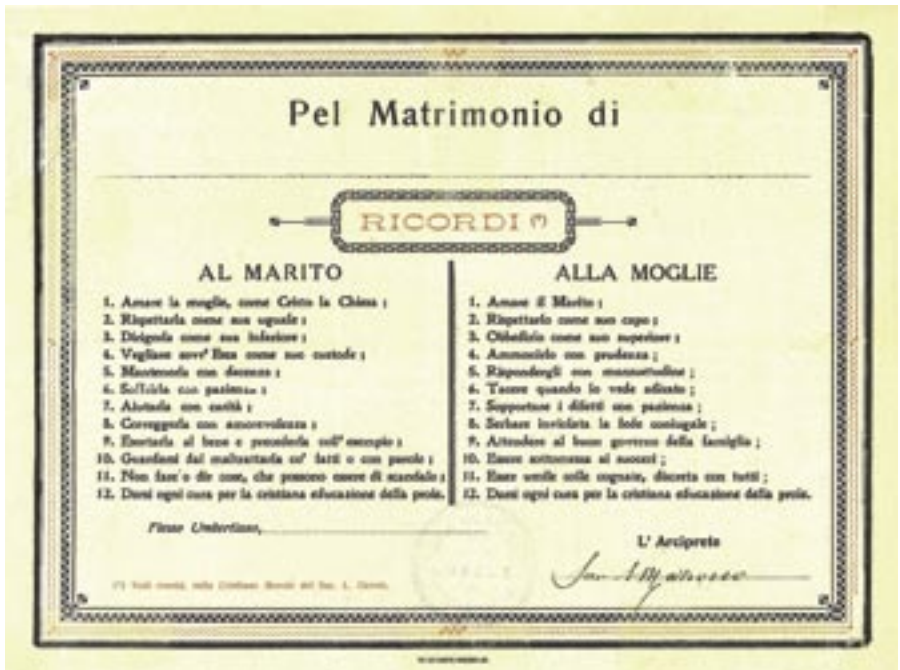 Pel Matrimonio di
RICORDI (*)
AL MARITO
1. Amare la moglie, come Cristo la Chiesa ;
2. Rispettarla come sua uguale ;
3. Dirigerla come sua inferiore ;
4. Vegliare sovr' Essa come suo custode ;
5. Mantenerla con decenza ;
6. Soffrirla con pazienza ;
7. Aiutarla con carità ;
8. Correggerla con amorevolezza ;
9. Esortarla al bene e precederla coll' esempio ;
10. Guardarsi dal maltrattarla co' fatti o con parole ;
11. Non fare o dir cose, che possono essere di scandalo ;
12. Darsi ogni cura per la cristiana educazione della prole.
ALLA MOGLIE
1. Amare il Marito ;
2. Rispettarlo come suo capo ;
3. Obbedirlo come suo superiore ;
4. Ammonirlo con prudenza ;
5. Rispondergli con mansuetudine ;
6. Tacere quando lo vede adirato ;
7. Sopportare i difetti con pazienza ;
8. Serbare inviolata la fede coniugale ;
9. Attendere al buon governo della famiglia ;
10. Essere sottomessa ai suoceri ;
11. Esser umile colle cognate, discreta con tutti ;
12. Darsi ogni cura per la cristiana educazione della prole.
Pieve Umbertiano,
L' Arciprete